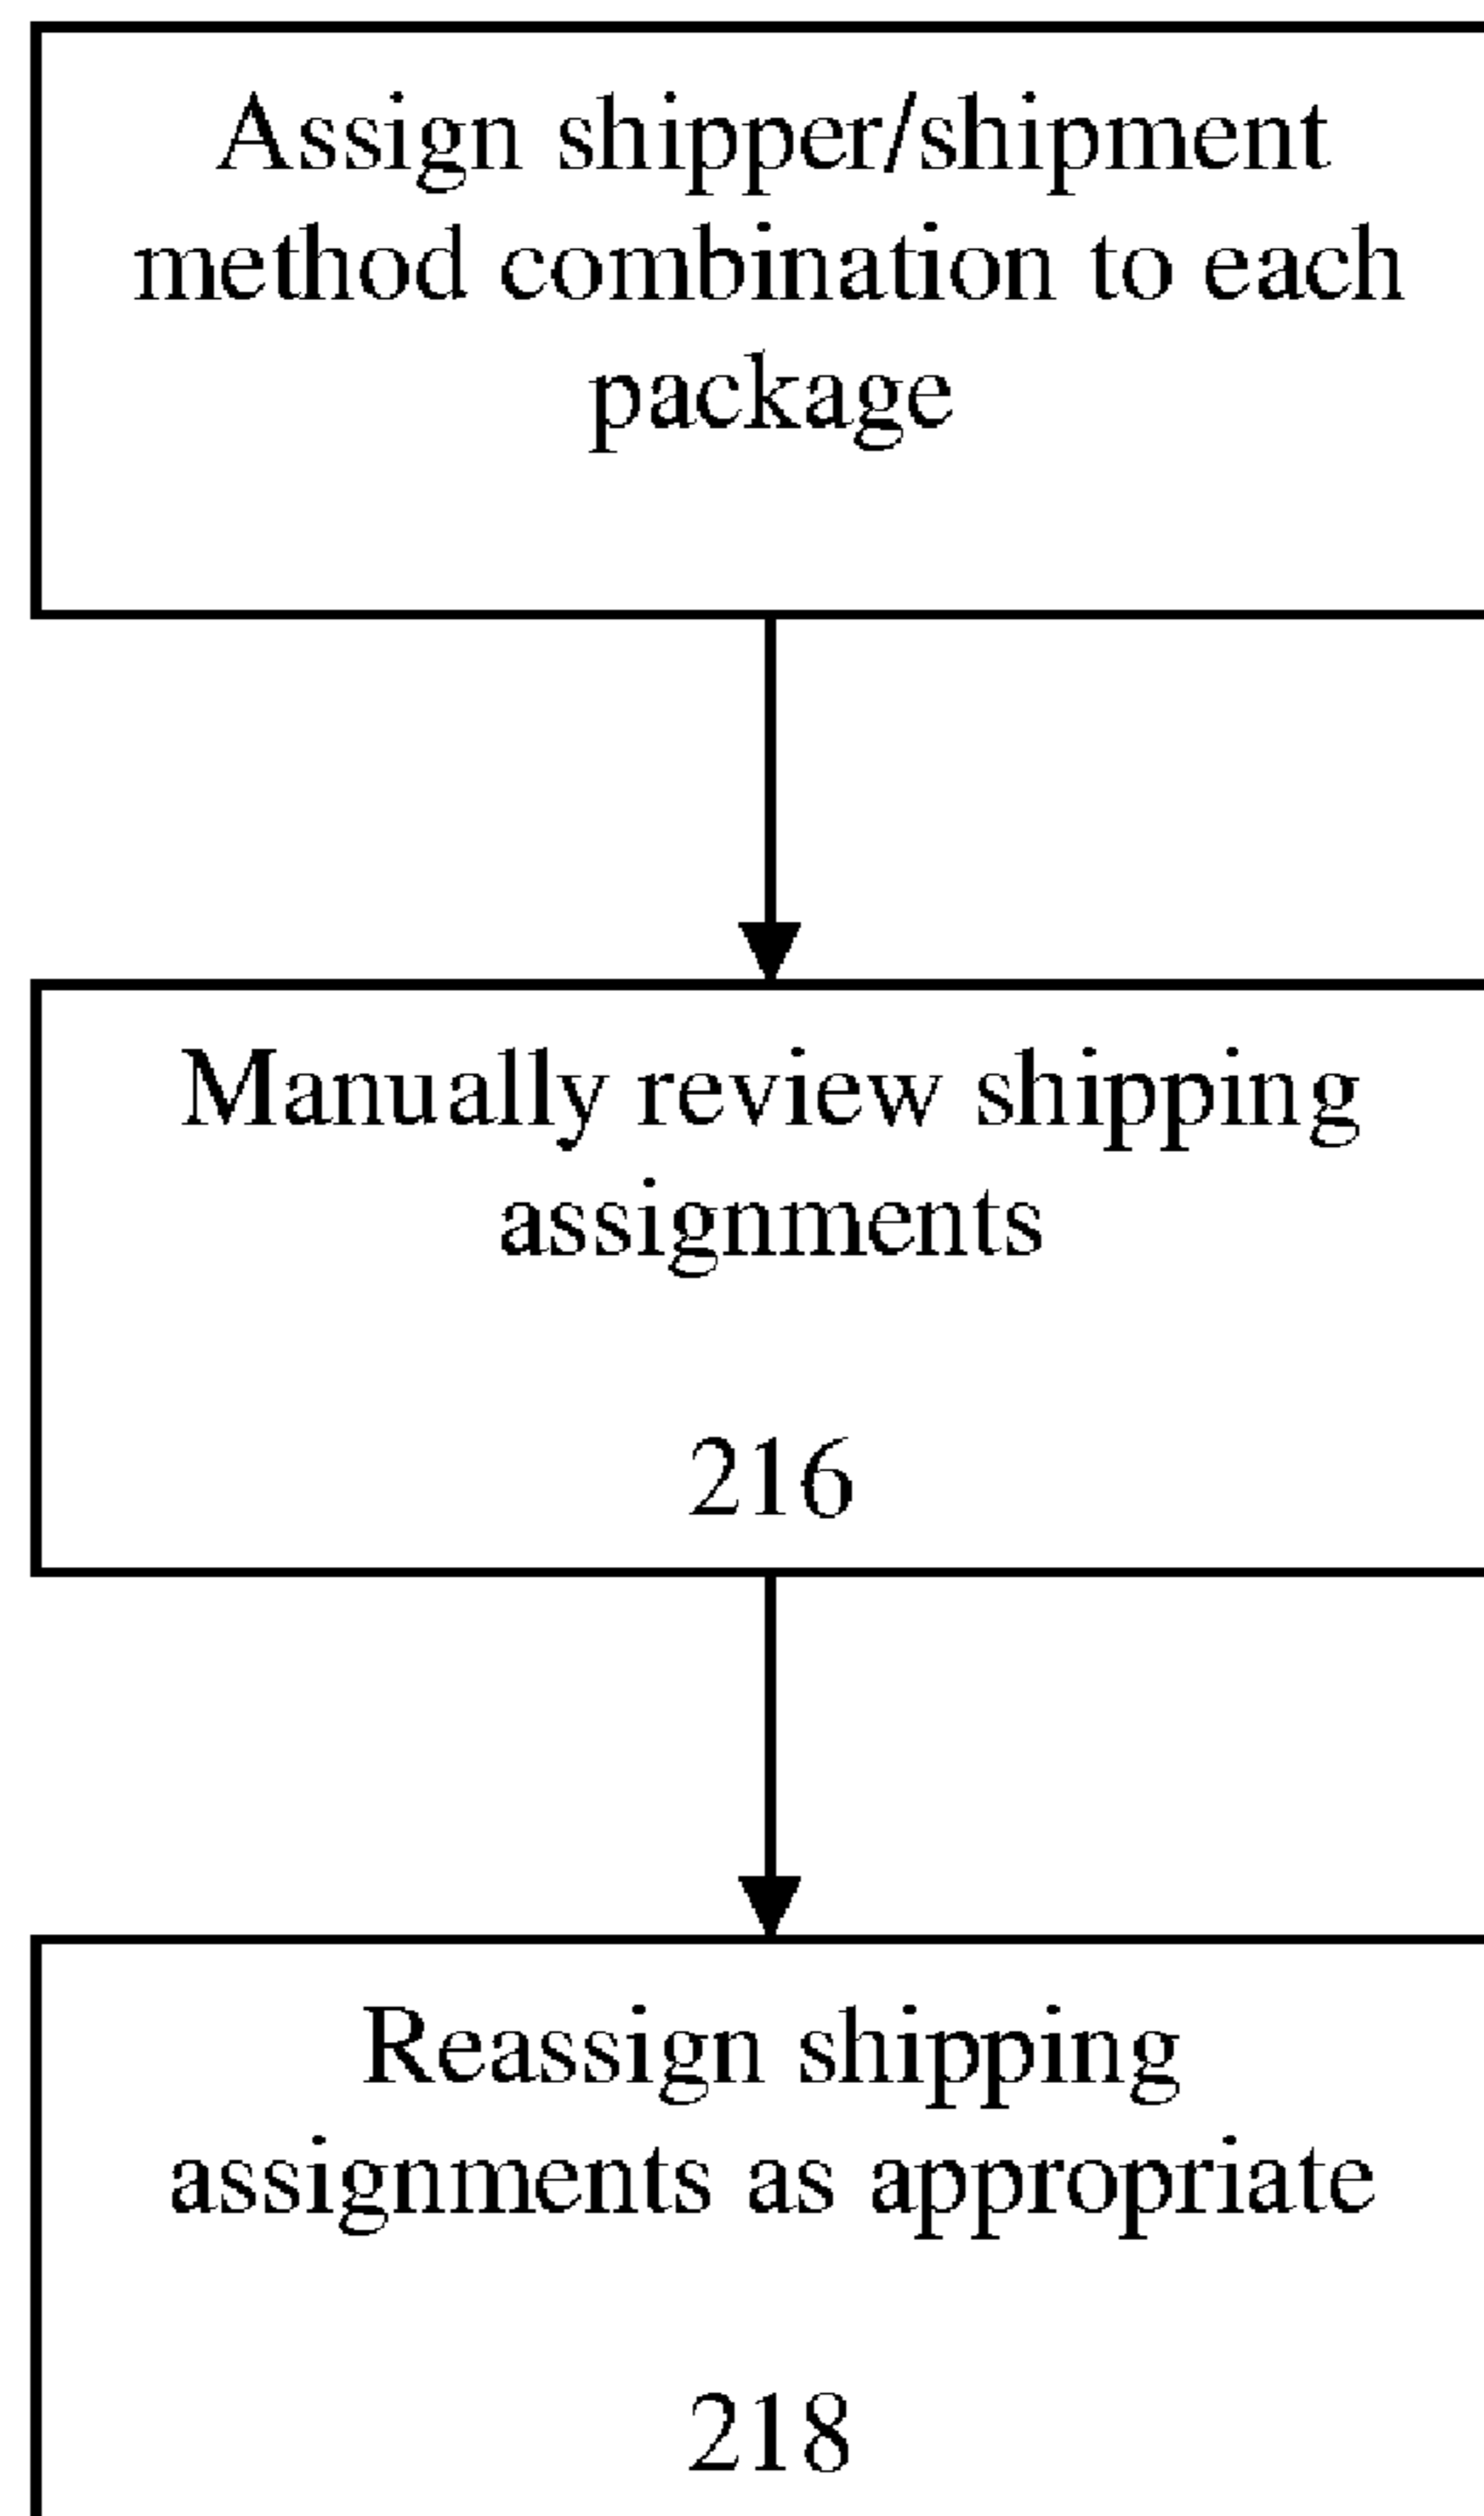 Assign shipper/shipment
method combination to each
package
Manually review shipping
assignments
216
Reassign shipping
assignments as appropriate
218